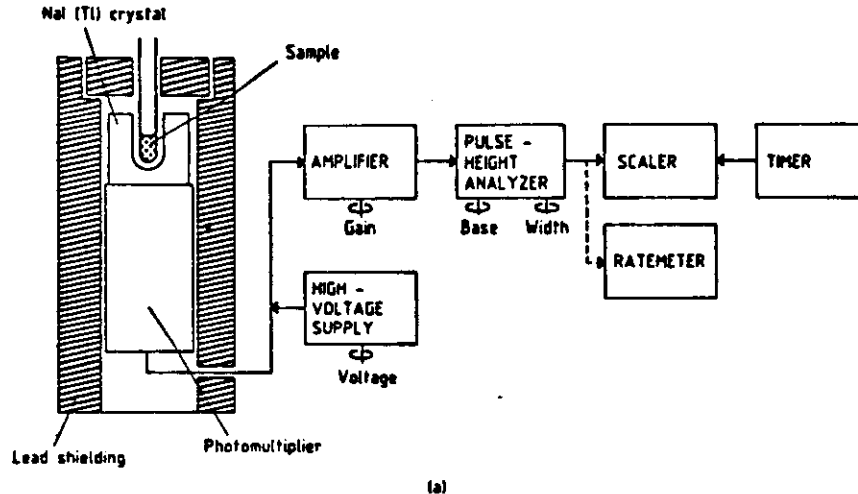 NaI (Tl) crystal
Sample
AMPLIFIER
Gain
PULSE -
HEIGHT
ANALYZER
Base
Width
SCALER
TIMER
RATEMETER
HIGH -
VOLTAGE
SUPPLY
Voltage
Lead shielding
Photomultiplier
(a)